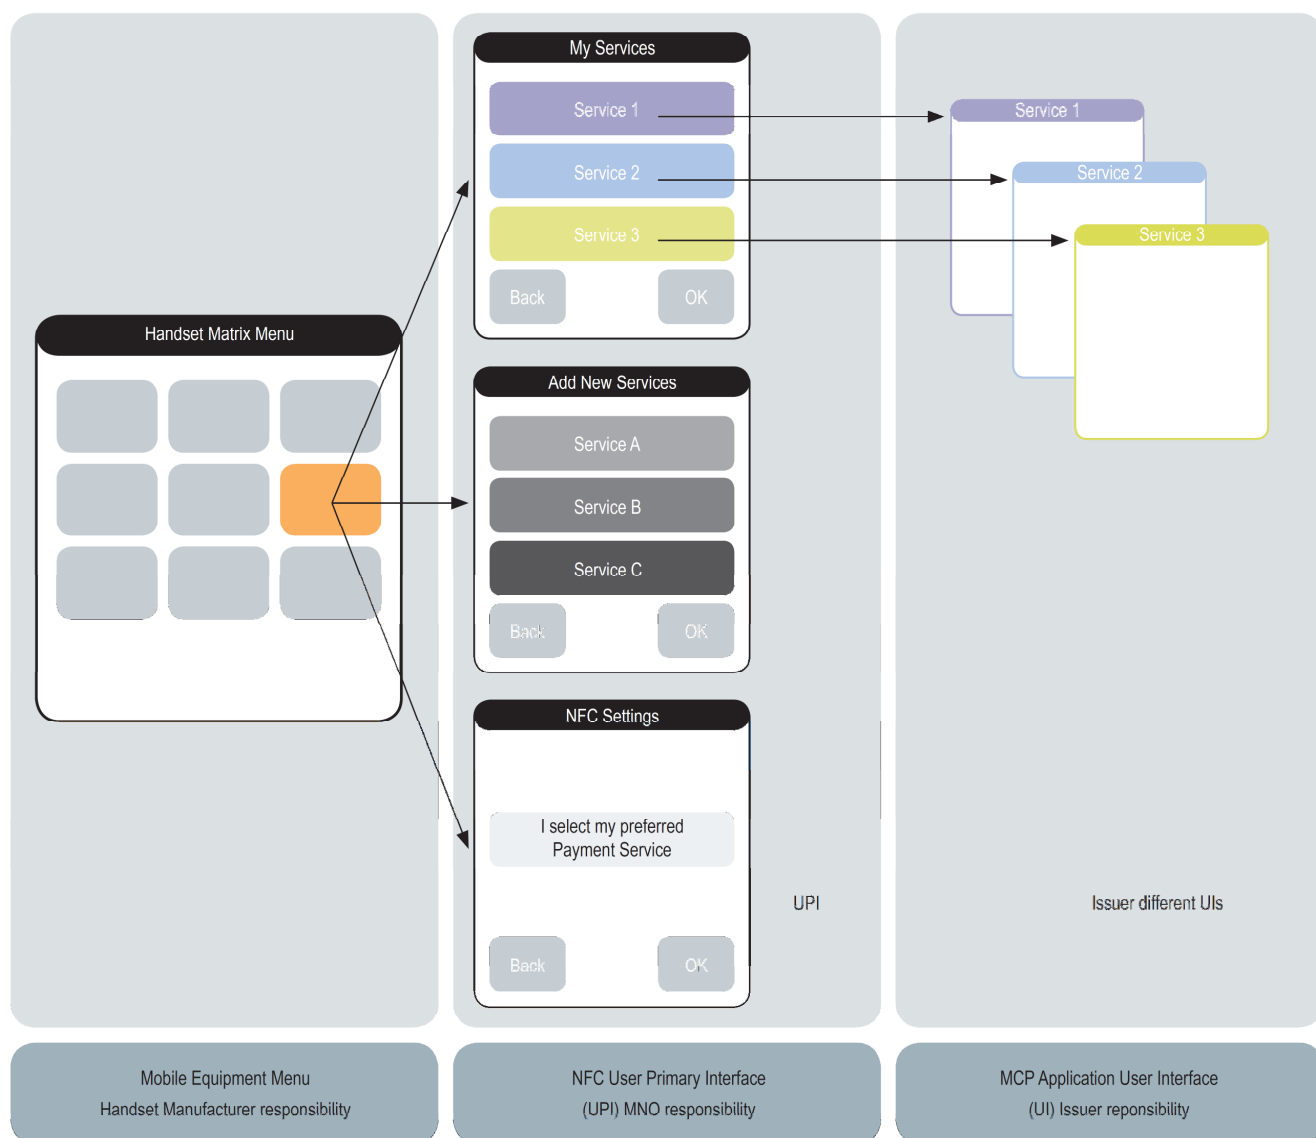 Handset Matrix Menu
My Services
Service 1
Service 2
Service 3
Back
OK
Add New Services
Service A
Service B
Service C
Back
OK
NFC Settings
I select my preferred
Payment Service
Back
OK
UPI
Service 1
Service 2
Service 3
Issuer different UIs
Mobile Equipment Menu
Handset Manufacturer responsibility
NFC User Primary Interface
(UPI) MNO responsibility
MCP Application User Interface
(UI) Issuer reponsibility